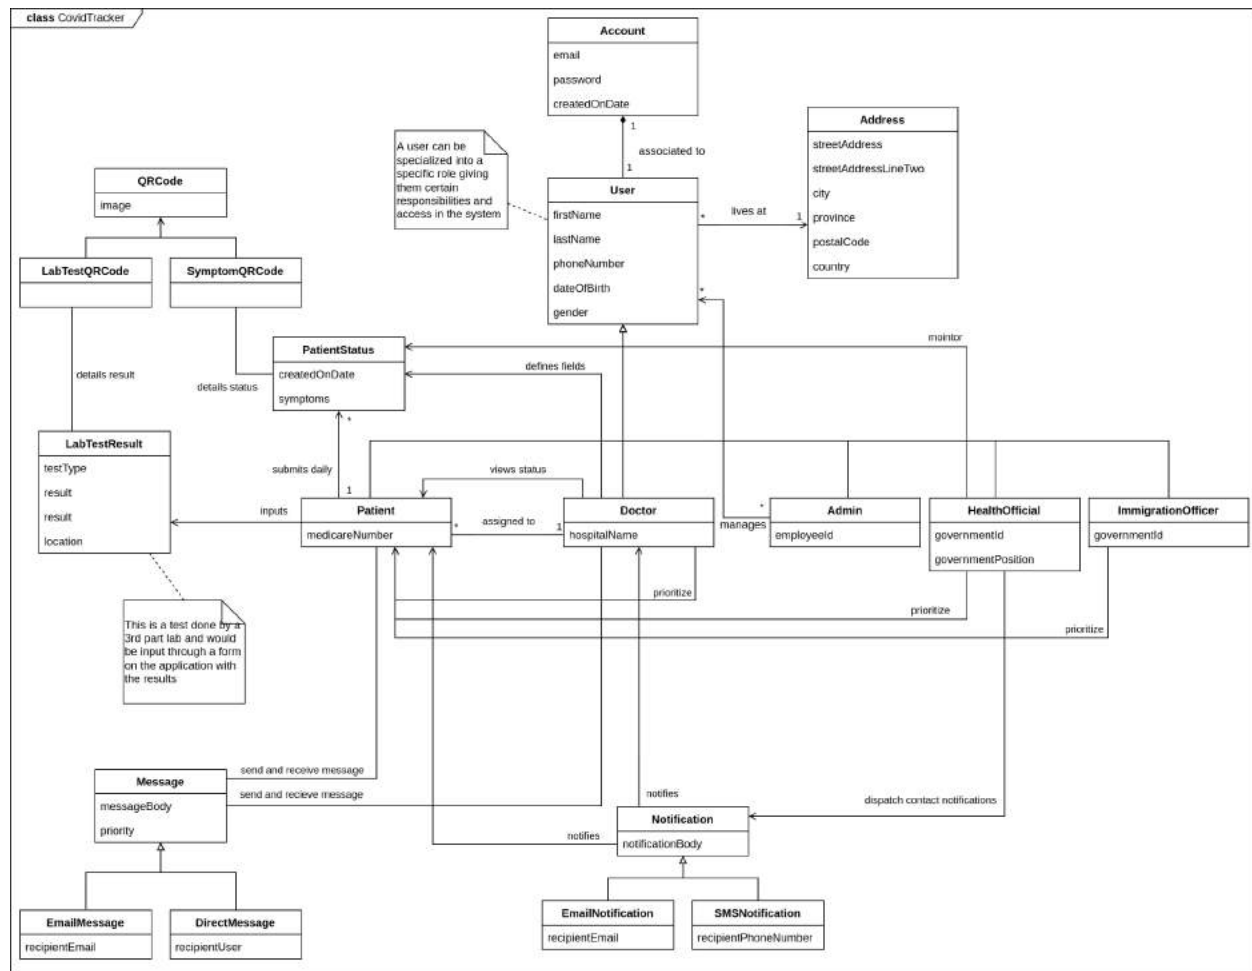 class CovidTracker
Account
email
password
createdOnDate
1
associated to
1
A user can be
specialized into a
specific role giving
them certain
responsibilities and
access in the system
User
firstName
lastName
phoneNumber
dateOfBirth
gender
*
lives at
1
*
Address
streetAddress
streetAddressLineTwo
city
province
postalCode
country
QRCode
image
LabTestQRCode
SymptomQRCode
details result
details status
PatientStatus
createdOnDate
symptoms
*
submits daily
1
mointor
defines fields
LabTestResult
testType
result
result
location
inputs
views status
Patient
medicareNumber
*
assigned to
1
Doctor
hospitalName
*
manages
Admin
employeeId
HealthOfficial
governmentId
governmentPosition
ImmigrationOfficer
governmentId
prioritize
prioritize
prioritize
This is a test done by a
3rd part lab and would
be input through a form
on the application with
the results
send and receive message
send and recieve message
Message
messageBody
priority
notifies
notifies
dispatch contact notifications
Notification
notificationBody
EmailMessage
recipientEmail
DirectMessage
recipientUser
EmailNotification
recipientEmail
SMSNotification
recipientPhoneNumber